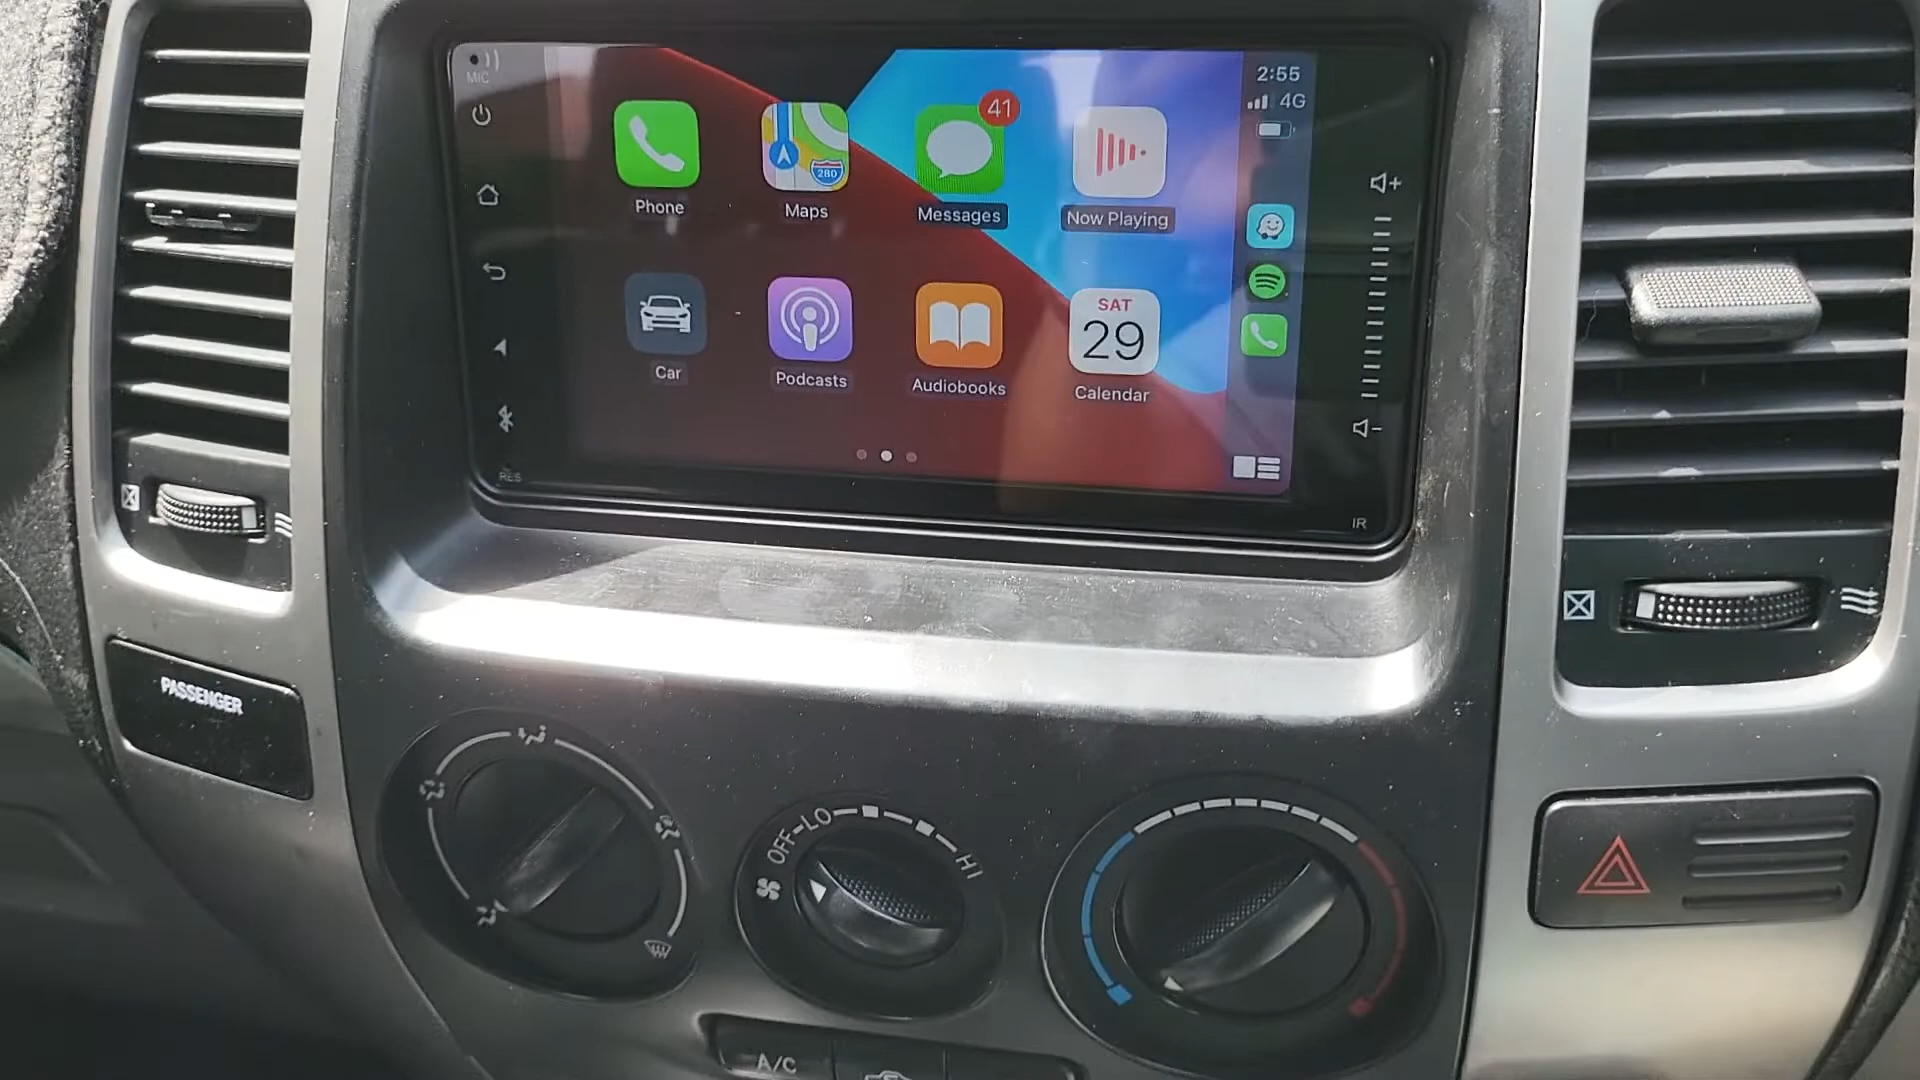 MIC
2:55
4G
41
280
Phone
Maps
Messages
Now Playing
SAT
29
Car
Podcasts
Audiobooks
Calendar
RES
IR
PASSENGER
OFF
LO
HI
A/C